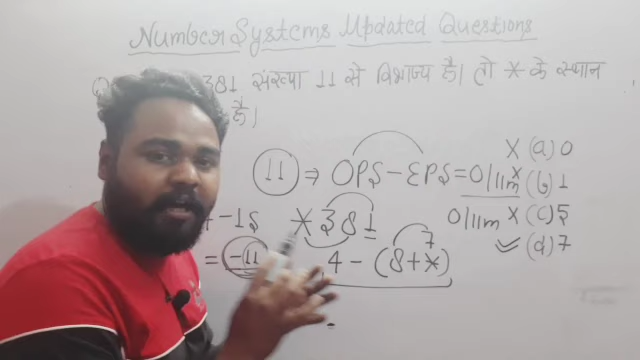 Number Systems Updated Questions
381 संख्या 11 से विभाज्य है। तो * के स्थान
है।
11 ⇒ OPS - EPS = 0/11m
X (a) 0
X (b) 1
0/11m X (c) 5
✓ (d) 7
-15 * 381
= -11 4 - (8+*) 7